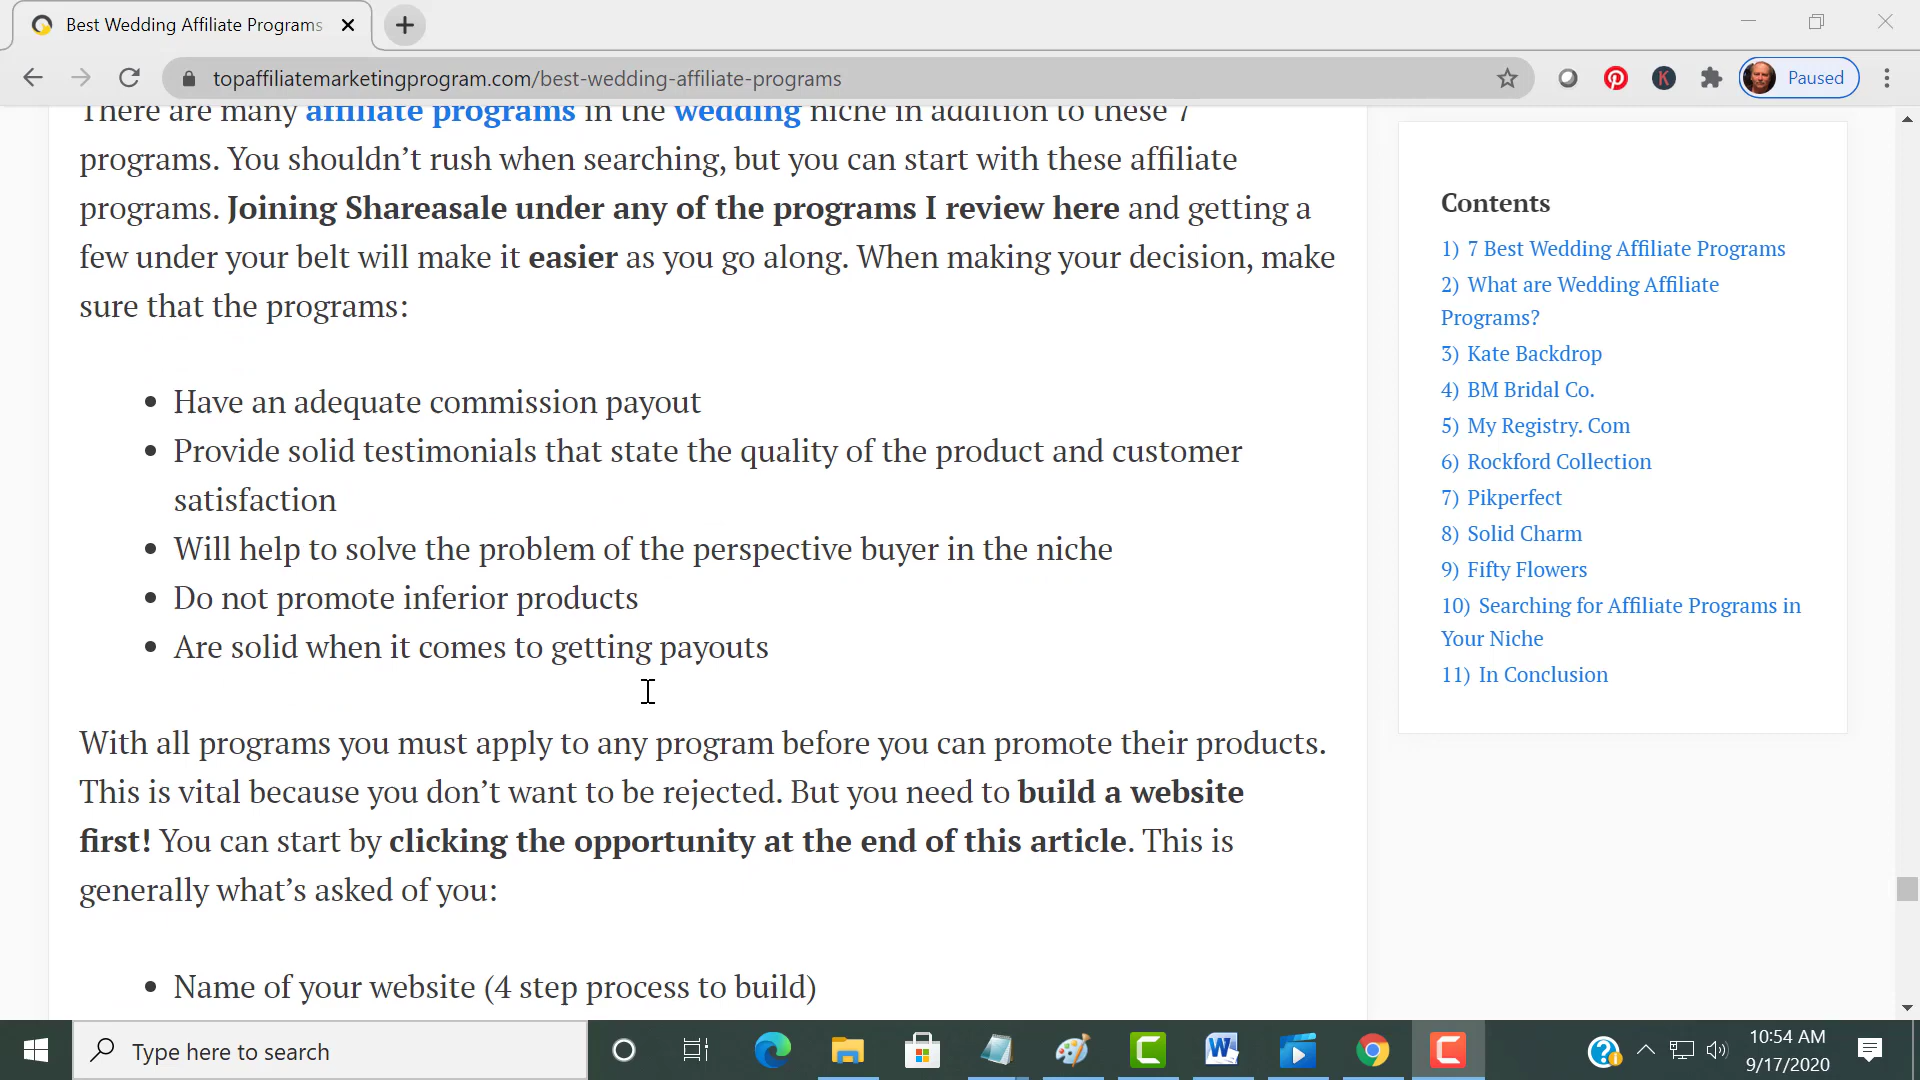 Best Wedding Affiliate Programs
topaffiliatemarketingprogram.com/best-wedding-affiliate-programs
K
Paused
There are many affiliate programs in the wedding niche in addition to these 7
programs. You shouldn’t rush when searching, but you can start with these affiliate
programs. Joining Shareasale under any of the programs I review here and getting a
few under your belt will make it easier as you go along. When making your decision, make
sure that the programs:
• Have an adequate commission payout
• Provide solid testimonials that state the quality of the product and customer
satisfaction
• Will help to solve the problem of the perspective buyer in the niche
• Do not promote inferior products
• Are solid when it comes to getting payouts
With all programs you must apply to any program before you can promote their products.
This is vital because you don’t want to be rejected. But you need to build a website
first! You can start by clicking the opportunity at the end of this article. This is
generally what’s asked of you:
• Name of your website (4 step process to build)
Contents
1) 7 Best Wedding Affiliate Programs
2) What are Wedding Affiliate
Programs?
3) Kate Backdrop
4) BM Bridal Co.
5) My Registry. Com
6) Rockford Collection
7) Pikperfect
8) Solid Charm
9) Fifty Flowers
10) Searching for Affiliate Programs in
Your Niche
11) In Conclusion
Type here to search
10:54 AM
9/17/2020